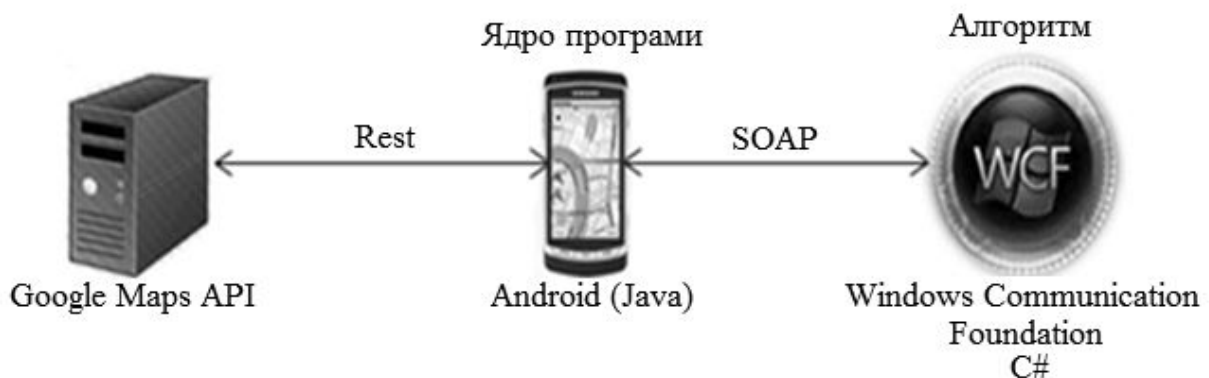 Ядро програми
Алгоритм
Rest
SOAP
WCF
Google Maps API
Android (Java)
Windows Communication
Foundation
C#